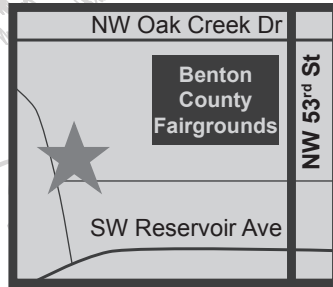 NW Oak Creek Dr
Benton
County
Fairgrounds
NW 53rd St
SW Reservoir Ave